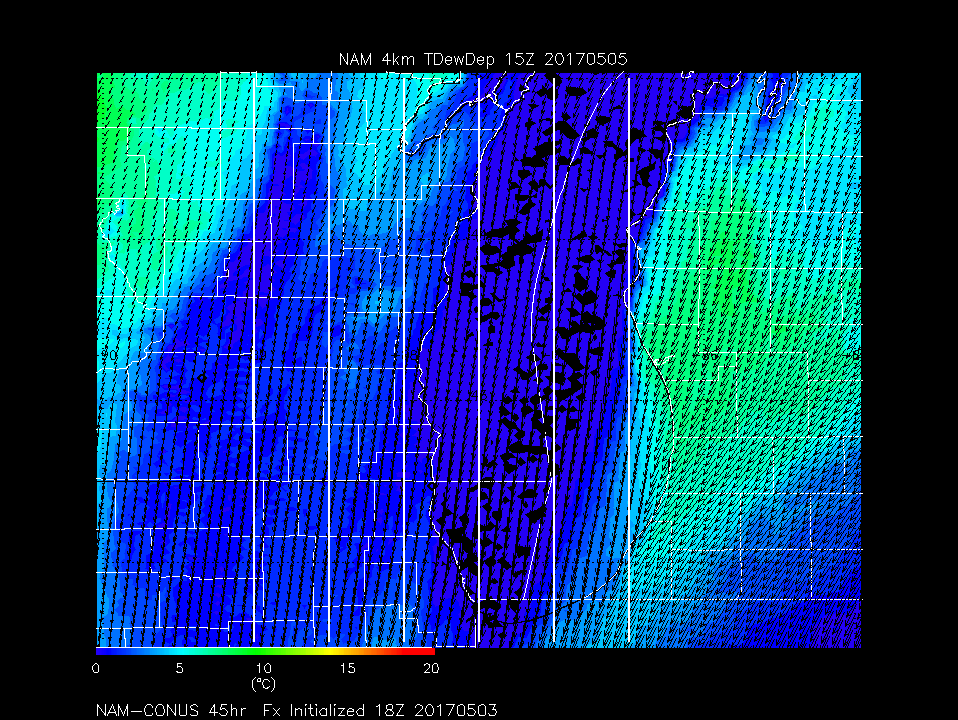 NAM 4km TDewDep 15Z 20170505
0 5 10 15 20
(°C)
NAM-CONUS 45hr Fx Initialized 18Z 20170503